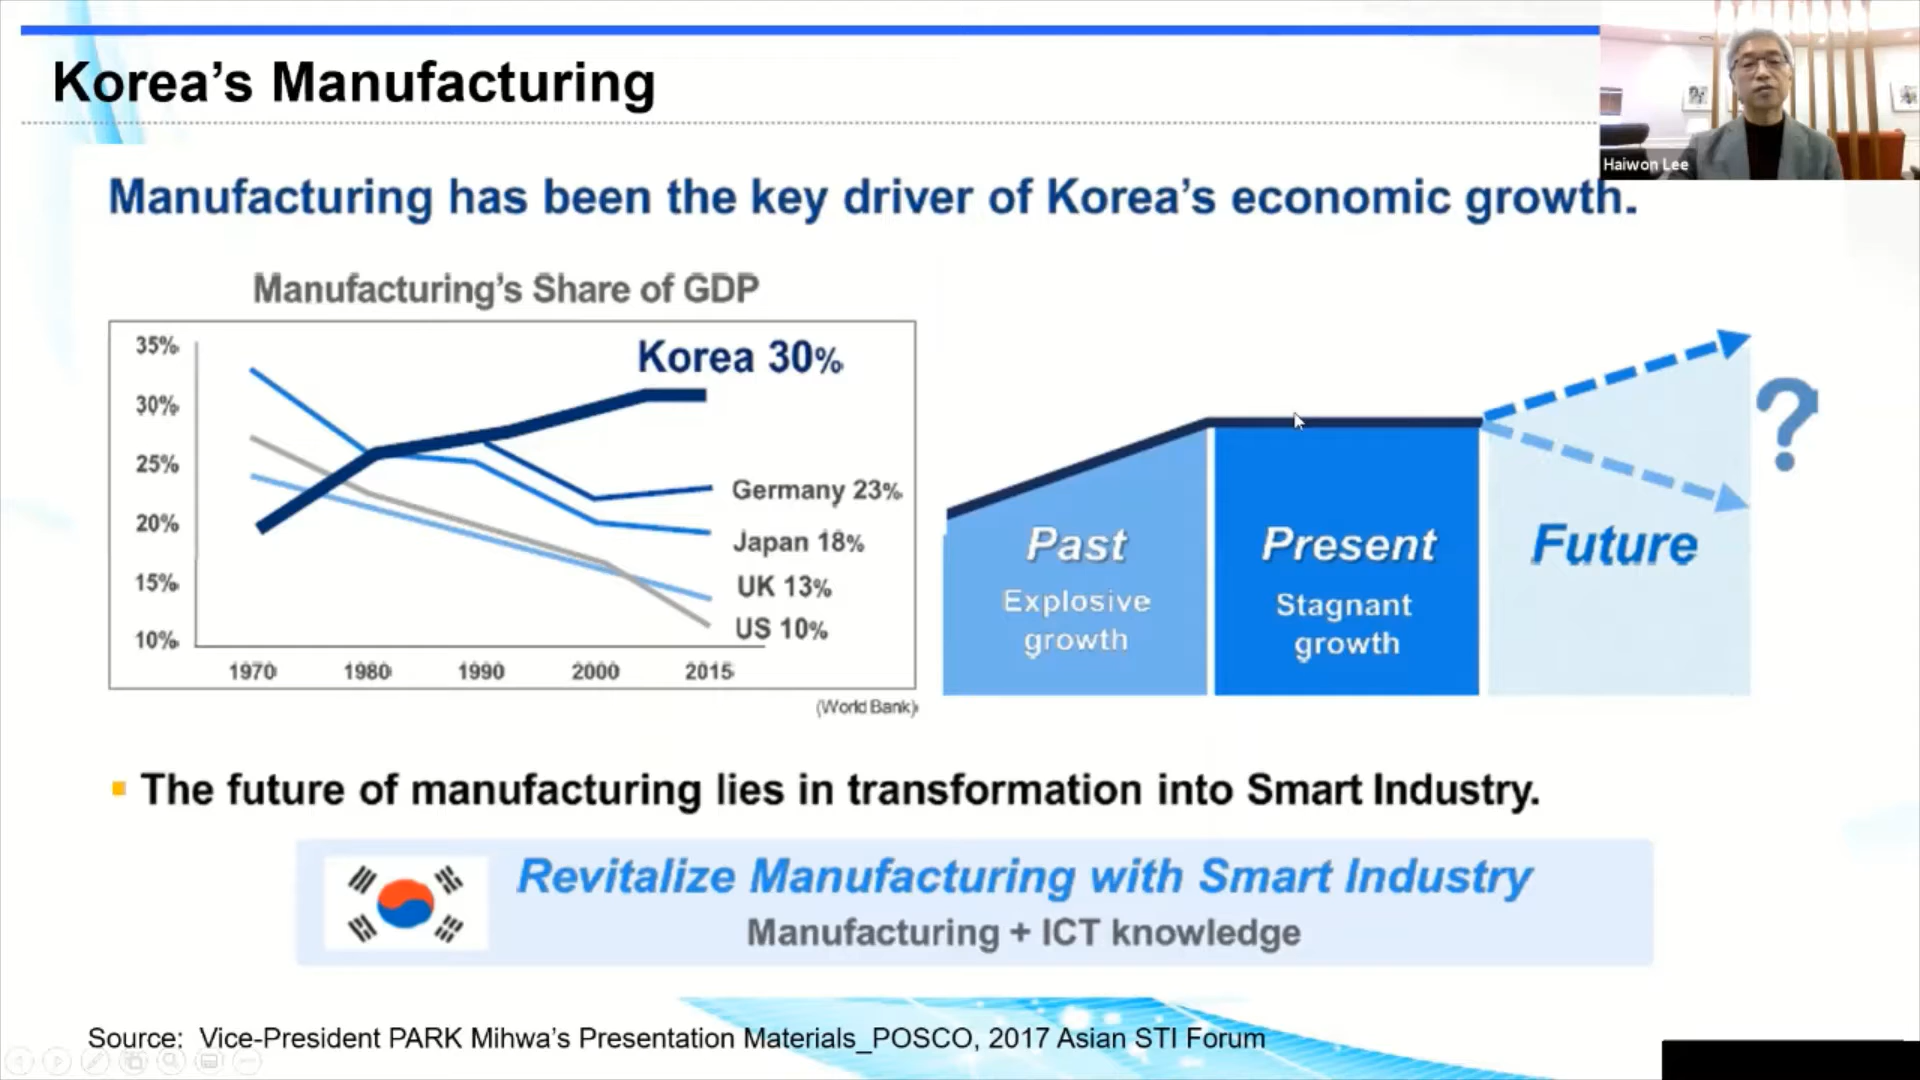 Korea's Manufacturing
Haiwon Lee
Manufacturing has been the key driver of Korea's economic growth.
Manufacturing's Share of GDP
35%
30%
25%
20%
15%
10%
Korea 30%
Germany 23%
Japan 18%
UK 13%
US 10%
1970 1980 1990 2000 2015
(World Bank)
Past
Explosive
growth
Present
Stagnant
growth
Future
?
The future of manufacturing lies in transformation into Smart Industry.
Revitalize Manufacturing with Smart Industry
Manufacturing + ICT knowledge
Source: Vice-President PARK Mihwa's Presentation Materials_POSCO, 2017 Asian STI Forum